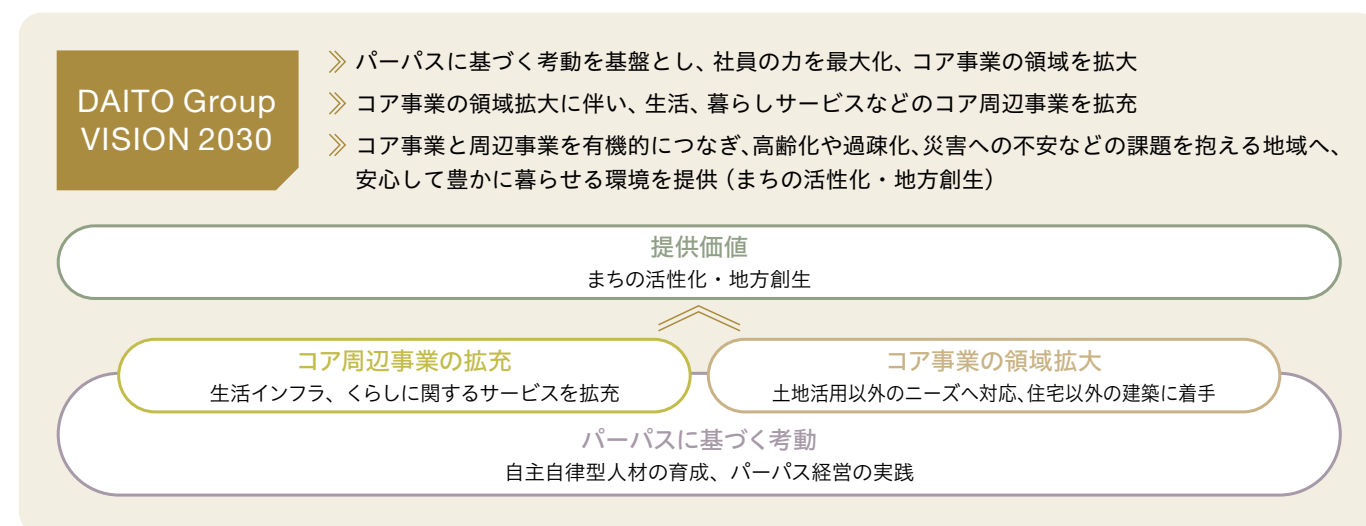 DAITO Group
VISION 2030
》 パーパスに基づく考動を基盤とし、社員の力を最大化、コア事業の領域を拡大
》 コア事業の領域拡大に伴い、生活、暮らしサービスなどのコア周辺事業を拡充
》 コア事業と周辺事業を有機的につなぎ、高齢化や過疎化、災害への不安などの課題を抱える地域へ、
安心して豊かに暮らせる環境を提供（まちの活性化・地方創生）
提供価値
まちの活性化・地方創生
コア周辺事業の拡充
生活インフラ、くらしに関するサービスを拡充
コア事業の領域拡大
土地活用以外のニーズへ対応、住宅以外の建築に着手
パーパスに基づく考動
自主自律型人材の育成、パーパス経営の実践